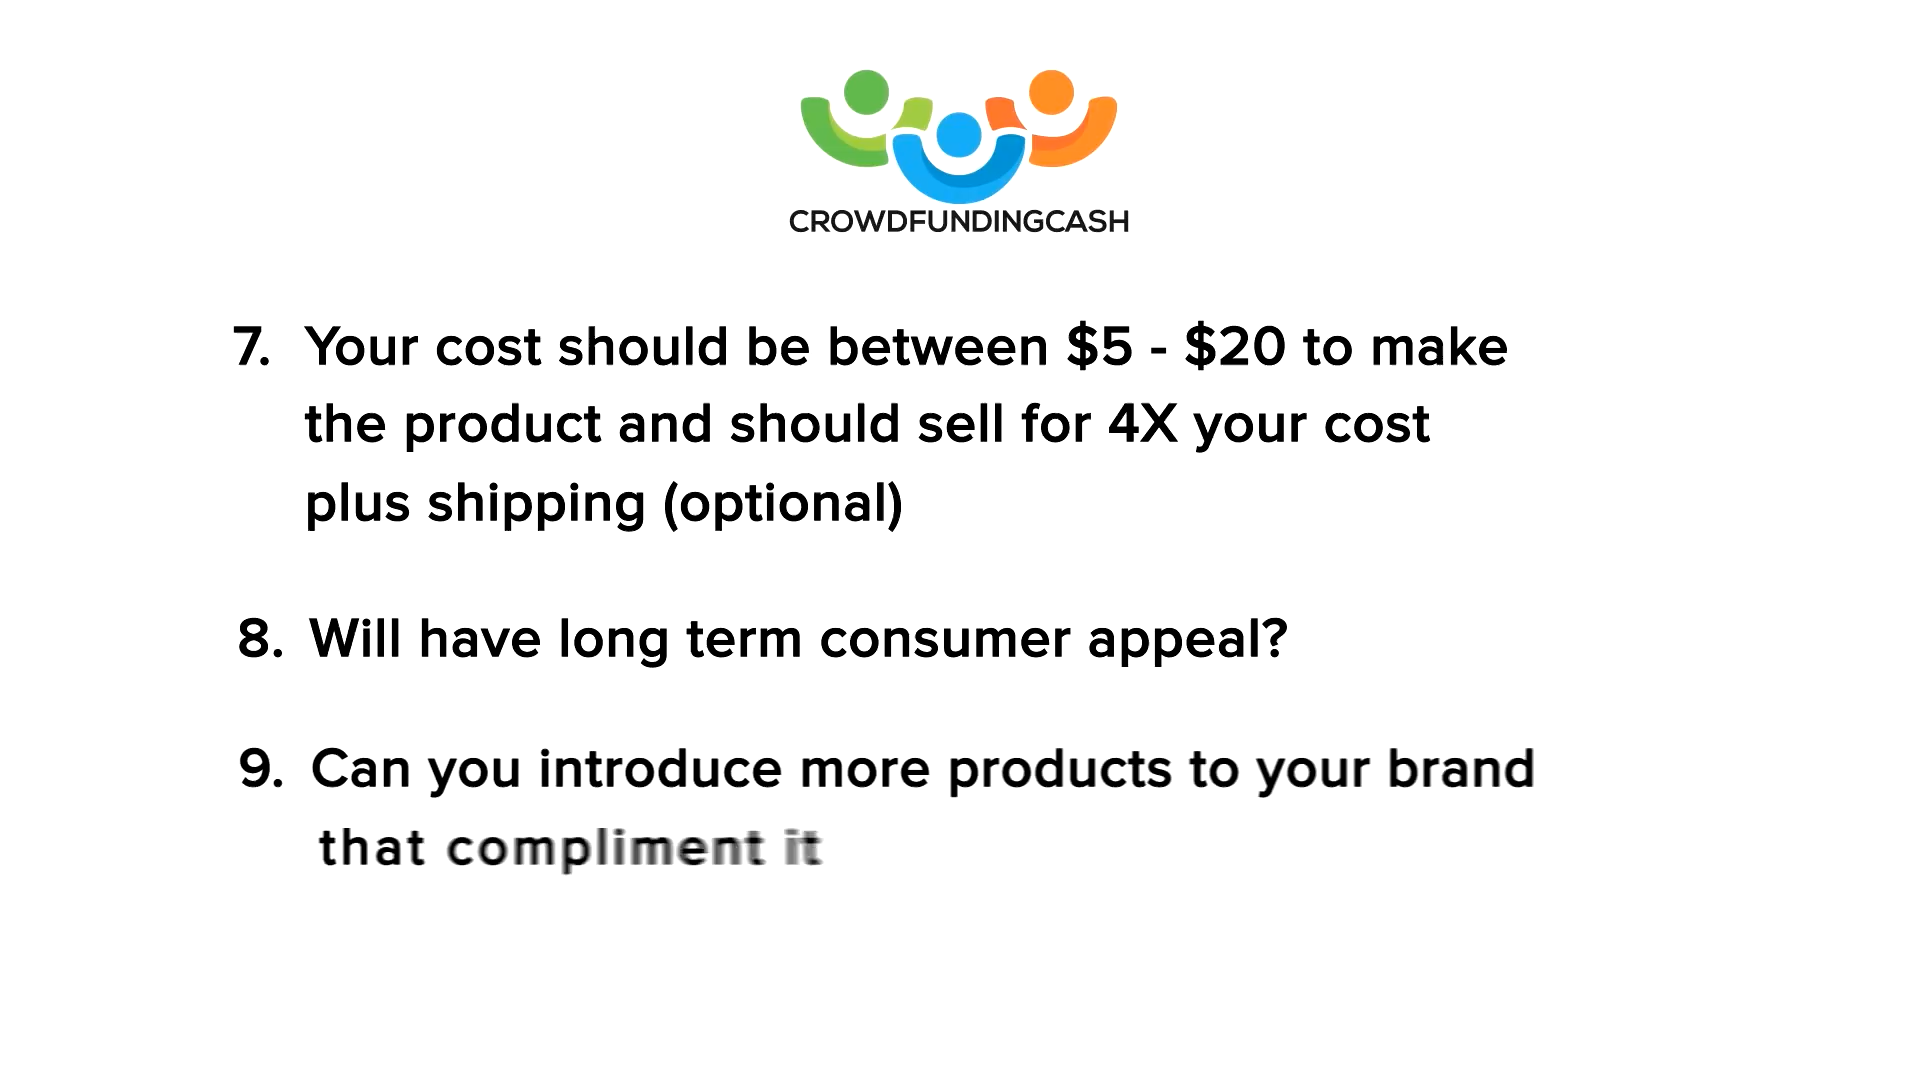 CROWDFUNDINGCASH
7. Your cost should be between $5 - $20 to make
the product and should sell for 4X your cost
plus shipping (optional)
8. Will have long term consumer appeal?
9. Can you introduce more products to your brand
that compliment it